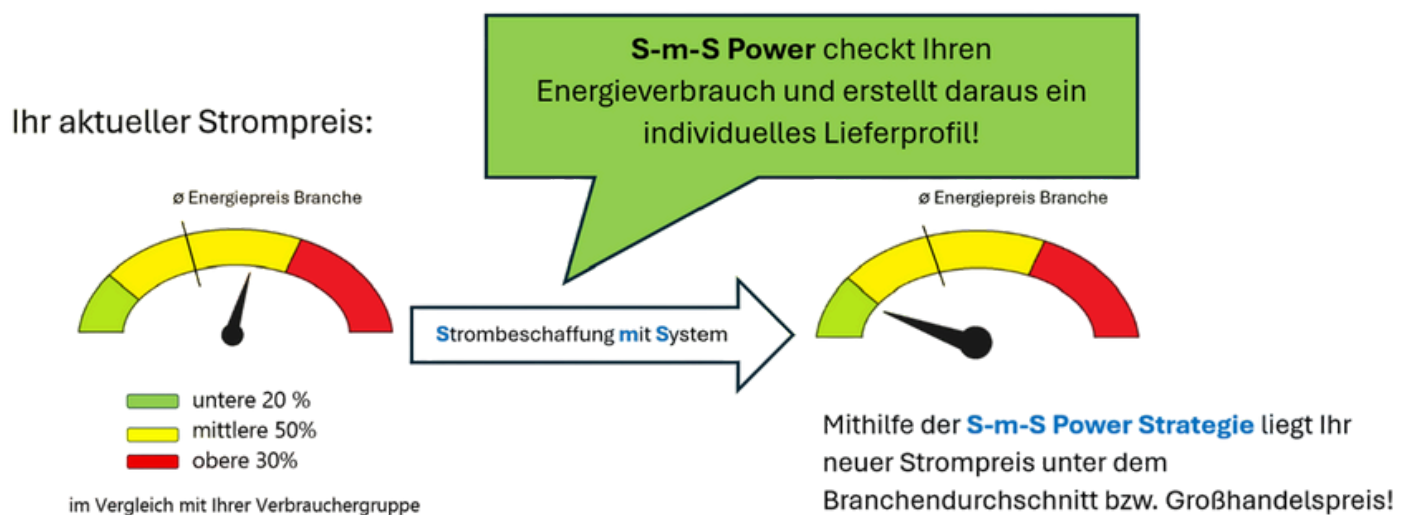 S-m-S Power checkt Ihren
Energieverbrauch und erstellt daraus ein
individuelles Lieferprofil!
Ihr aktueller Strompreis:
ø Energiepreis Branche
ø Energiepreis Branche
Strombeschaffung mit System
untere 20 %
mittlere 50%
obere 30%
im Vergleich mit Ihrer Verbrauchergruppe
Mithilfe der S-m-S Power Strategie liegt Ihr
neuer Strompreis unter dem
Branchendurchschnitt bzw. Großhandelspreis!